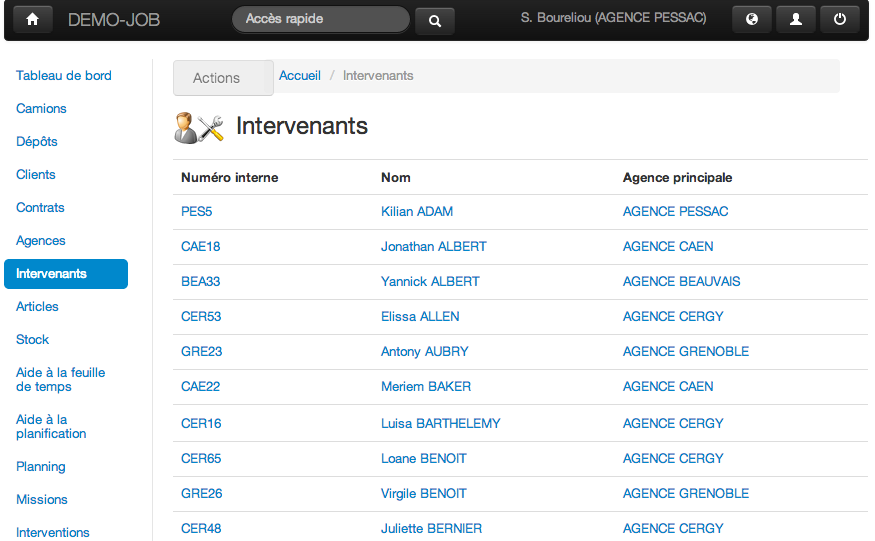 DEMO-JOB Accès rapide S. Boureliou (AGENCE PESSAC)
Tableau de bord
Camions
Dépôts
Clients
Contrats
Agences
Intervenants
Articles
Stock
Aide à la feuille
de temps
Aide à la
planification
Planning
Missions
Interventions
Actions Accueil / Intervenants
Intervenants
Numéro interne Nom Agence principale
PES5 Kilian ADAM AGENCE PESSAC
CAE18 Jonathan ALBERT AGENCE CAEN
BEA33 Yannick ALBERT AGENCE BEAUVAIS
CER53 Elissa ALLEN AGENCE CERGY
GRE23 Antony AUBRY AGENCE GRENOBLE
CAE22 Meriem BAKER AGENCE CAEN
CER16 Luisa BARTHELEMY AGENCE CERGY
CER65 Loane BENOIT AGENCE CERGY
GRE26 Virgile BENOIT AGENCE GRENOBLE
CER48 Juliette BERNIER AGENCE CERGY